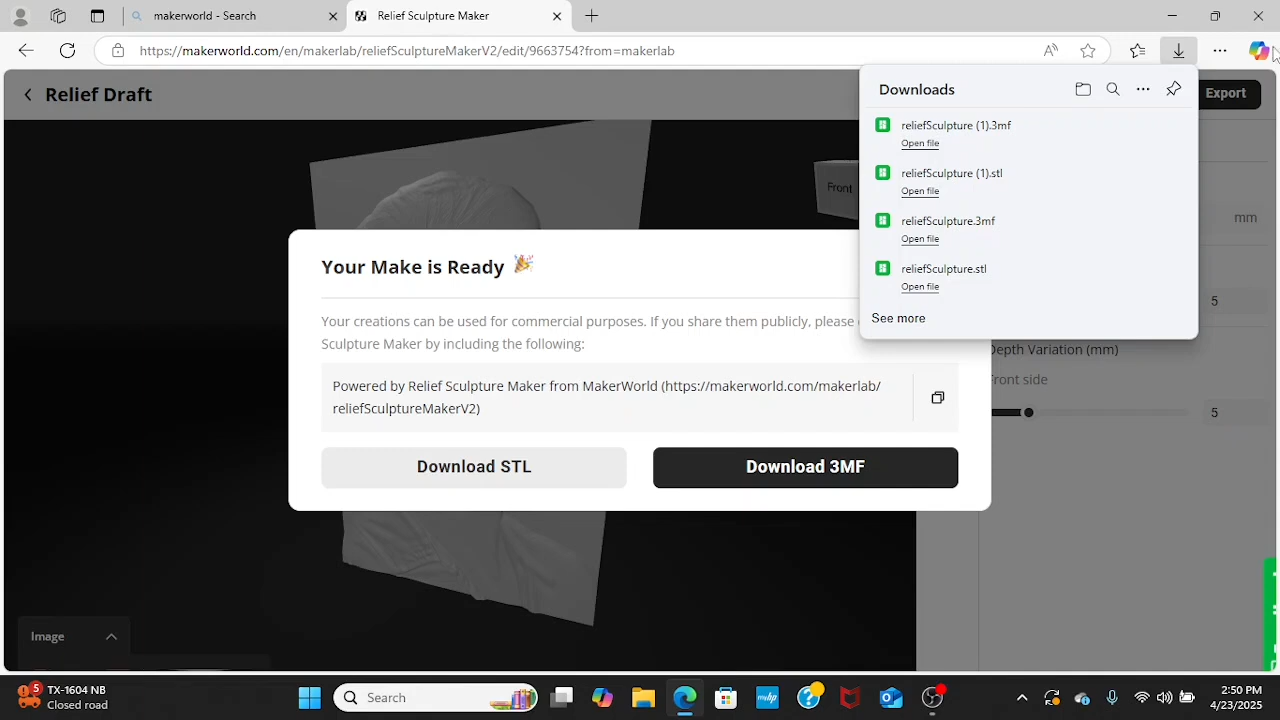 makerworld - Search
Relief Sculpture Maker
https://makerworld.com/en/makerlab/reliefSculptureMakerV2/edit/9663754?from=makerlab
Relief Draft
Export
Downloads
reliefSculpture (1).3mf
Open file
reliefSculpture (1).stl
Open file
reliefSculpture.3mf
Open file
reliefSculpture.stl
Open file
See more
Front
mm
5
Depth Variation (mm)
Front side
5
Your Make is Ready
Your creations can be used for commercial purposes. If you share them publicly, please
Sculpture Maker by including the following:
Powered by Relief Sculpture Maker from MakerWorld (https://makerworld.com/makerlab/
reliefSculptureMakerV2)
Download STL
Download 3MF
Image
5
TX-1604 NB
Closed road
Search
myhp
2:50 PM
4/23/2025